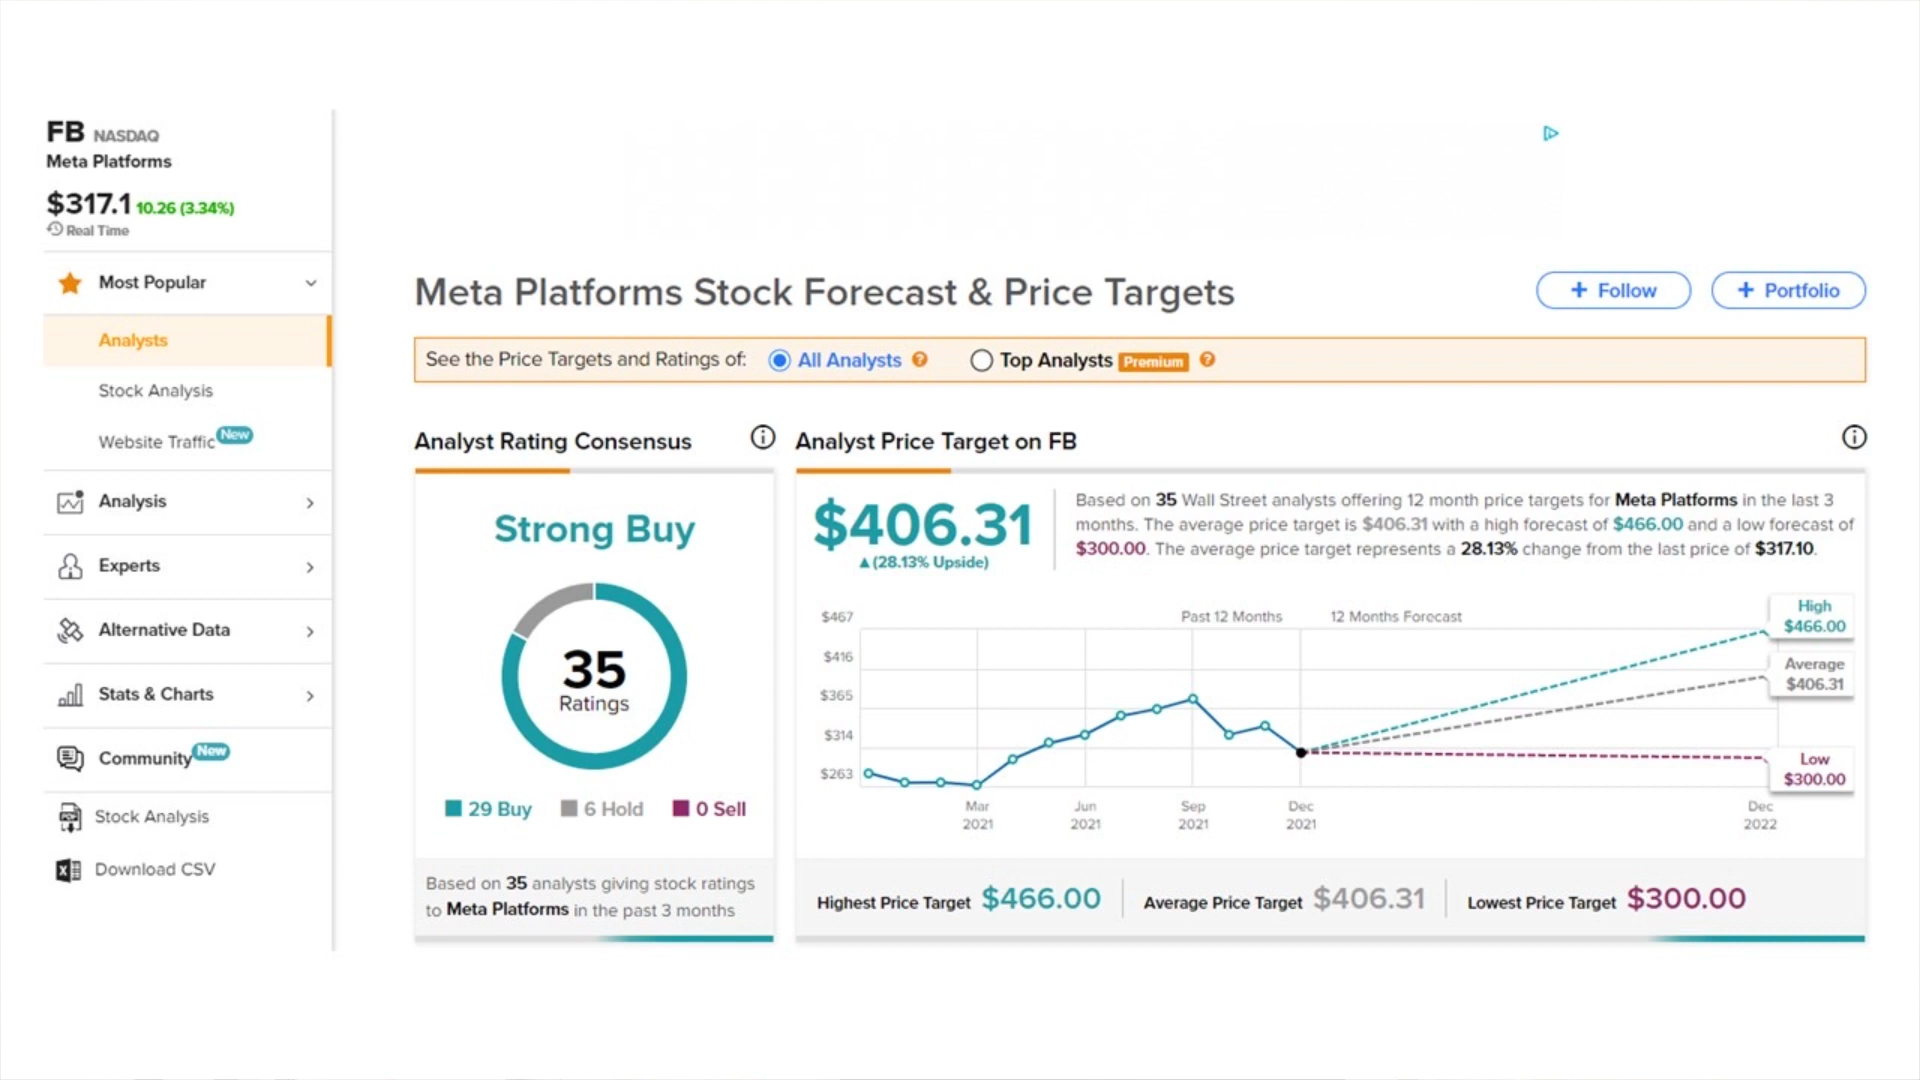 FB NASDAQ
Meta Platforms
$317.1 10.26 (3.34%)
Real Time
Most Popular
Analysts
Stock Analysis
Website Traffic New
Analysis
Experts
Alternative Data
Stats & Charts
Community New
Stock Analysis
Download CSV
Meta Platforms Stock Forecast & Price Targets
+ Follow
+ Portfolio
See the Price Targets and Ratings of: All Analysts ? Top Analysts Premium ?
Analyst Rating Consensus
Strong Buy
35
Ratings
29 Buy 6 Hold 0 Sell
Based on 35 analysts giving stock ratings
to Meta Platforms in the past 3 months
Analyst Price Target on FB
$406.31
▲(28.13% Upside)
Based on 35 Wall Street analysts offering 12 month price targets for Meta Platforms in the last 3
months. The average price target is $406.31 with a high forecast of $466.00 and a low forecast of
$300.00. The average price target represents a 28.13% change from the last price of $317.10.
Past 12 Months 12 Months Forecast
$467
$416
$365
$314
$263
High
$466.00
Average
$406.31
Low
$300.00
Mar Jun Sep Dec Dec
2021 2021 2021 2021 2022
Highest Price Target $466.00 Average Price Target $406.31 Lowest Price Target $300.00